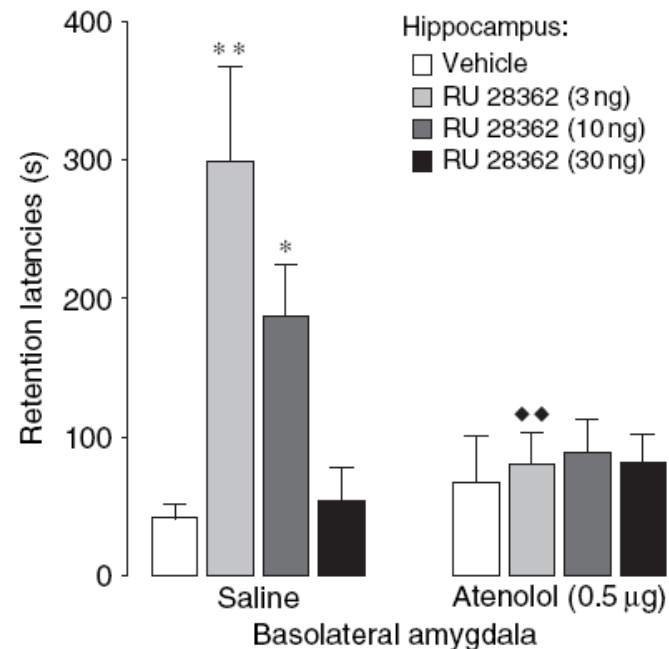 Hippocampus:
Vehicle
RU 28362 (3 ng)
RU 28362 (10 ng)
RU 28362 (30 ng)
Retention latencies (s)
400
300
200
100
0
**
*
◆◆
Saline
Atenolol (0.5 μg)
Basolateral amygdala